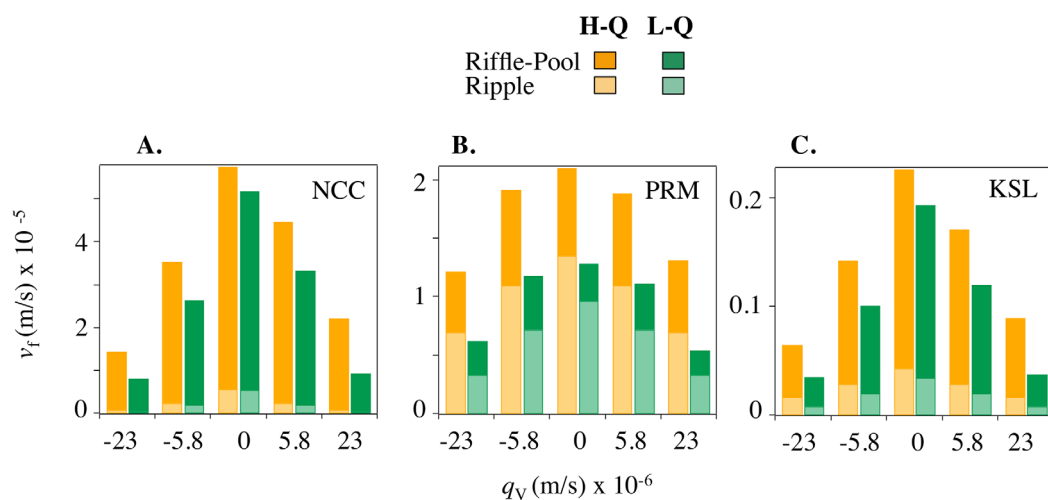 H-Q L-Q
Riffle-Pool
Ripple
A. B. C.
NCC PRM KSL
v_f (m/s) x 10^-5
4
2
0
2
1
0
0.2
0.1
0
-23 -5.8 0 5.8 23
-23 -5.8 0 5.8 23
-23 -5.8 0 5.8 23
q_V (m/s) x 10^-6